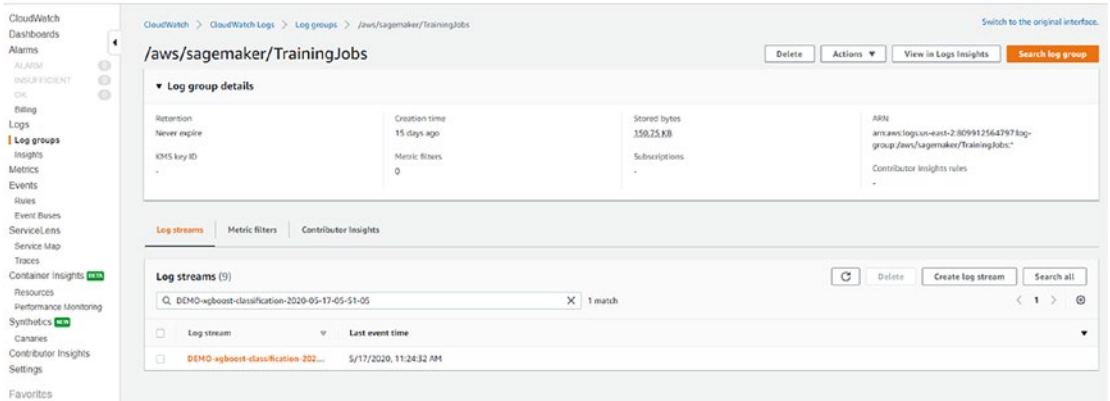 CloudWatch
Dashboards
Alarms
ALARM 0
INSUFFICIENT 0
OK 0
Billing
Logs
Log groups
Insights
Metrics
Events
Rules
Event Buses
ServiceLens
Service Map
Traces
Container Insights BETA
Resources
Performance Monitoring
Synthetics NEW
Canaries
Contributor Insights
Settings
Favorites
CloudWatch > CloudWatch Logs > Log groups > /aws/sagemaker/TrainingJobs
Switch to the original interface.
/aws/sagemaker/TrainingJobs
Delete Actions ▼ View in Logs Insights Search log group
▼ Log group details
Retention
Never expire
KMS key ID
-
Creation time
15 days ago
Metric filters
0
Stored bytes
150.75 KB
Subscriptions
-
ARN
arn:aws:logs:us-east-2:809912564797:log-
group:/aws/sagemaker/TrainingJobs:*
Contributor Insights rules
-
Log streams Metric filters Contributor Insights
Log streams (9)
Delete Create log stream Search all
DEMO-xgboost-classification-2020-05-17-05-51-05 X 1 match
< 1 >
Log stream Last event time
DEMO-xgboost-classification-202... 5/17/2020, 11:24:32 AM